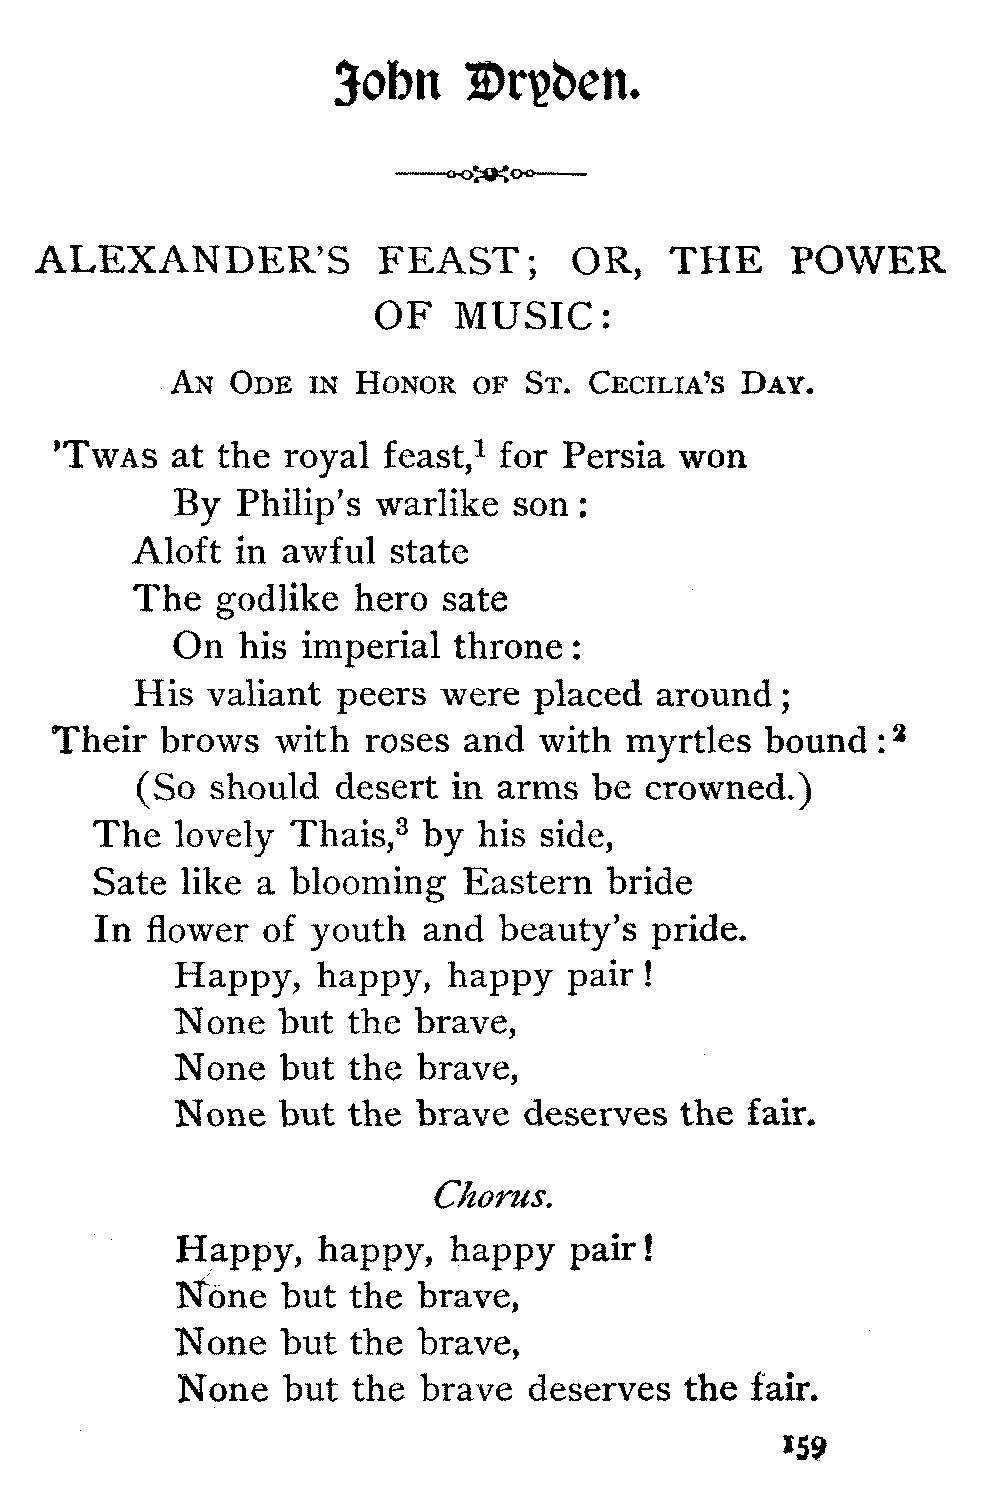 John Dryden.
ALEXANDER'S FEAST; OR, THE POWER
OF MUSIC:
AN ODE IN HONOR OF ST. CECILIA'S DAY.
'TWAS at the royal feast,¹ for Persia won
By Philip's warlike son:
Aloft in awful state
The godlike hero sate
On his imperial throne:
His valiant peers were placed around;
Their brows with roses and with myrtles bound:²
(So should desert in arms be crowned.)
The lovely Thais,³ by his side,
Sate like a blooming Eastern bride
In flower of youth and beauty's pride.
Happy, happy, happy pair!
None but the brave,
None but the brave,
None but the brave deserves the fair.
Chorus.
Happy, happy, happy pair!
None but the brave,
None but the brave,
None but the brave deserves the fair.
159